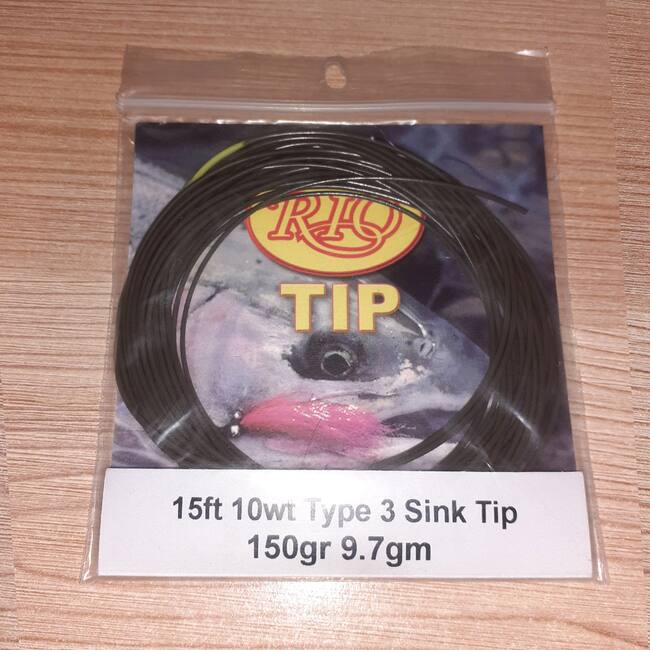 RIO
TIP
15ft 10wt Type 3 Sink Tip
150gr 9.7gm